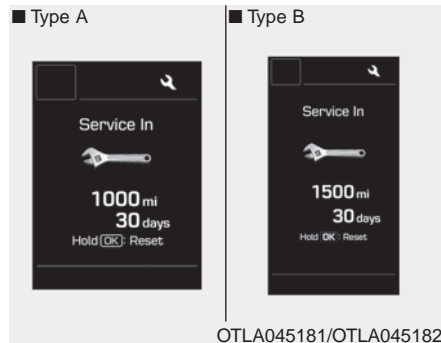 ■ Type A
Service In
1000 mi
30 days
Hold [OK] : Reset
■ Type B
Service In
1500 mi
30 days
Hold [OK] : Reset
OTLA045181/OTLA045182